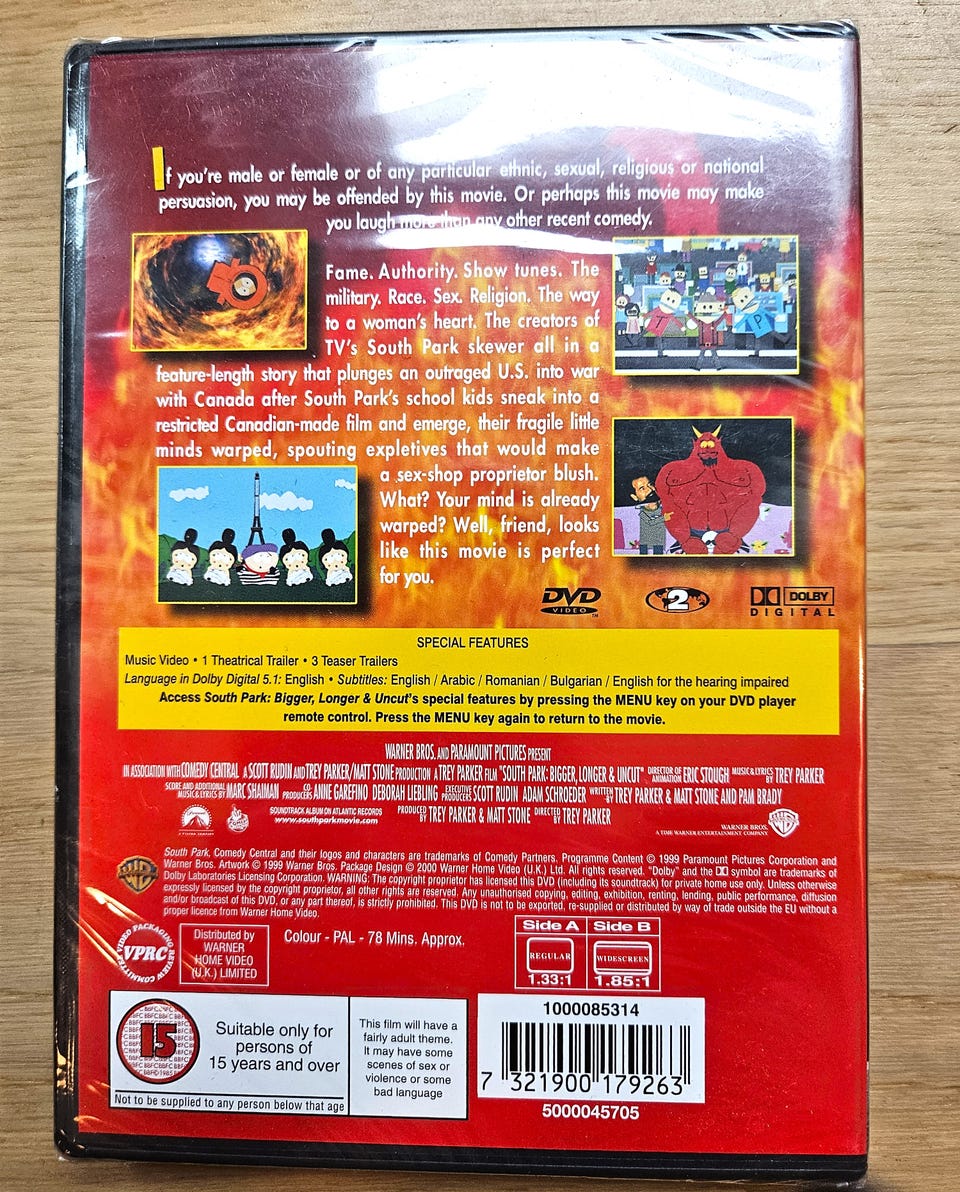 If you're male or female or of any particular ethnic, sexual, religious or national
persuasion, you may be offended by this movie. Or perhaps this movie may make
you laugh more than any other recent comedy.
Fame. Authority. Show tunes. The
military. Race. Sex. Religion. The way
to a woman's heart. The creators of
TV's South Park skewer all in a
feature-length story that plunges an outraged U.S. into war
with Canada after South Park's school kids sneak into a
restricted Canadian-made film and emerge, their fragile little
minds warped, spouting expletives that would make
a sex-shop proprietor blush.
What? Your mind is already
warped? Well, friend, looks
like this movie is perfect
for you.
T P
DVD
VIDEO
TM
2
DOLBY
DIGITAL
SPECIAL FEATURES
Music Video • 1 Theatrical Trailer • 3 Teaser Trailers
Language in Dolby Digital 5.1: English • Subtitles: English / Arabic / Romanian / Bulgarian / English for the hearing impaired
Access South Park: Bigger, Longer & Uncut's special features by pressing the MENU key on your DVD player
remote control. Press the MENU key again to return to the movie.
WARNER BROS. AND PARAMOUNT PICTURES PRESENT
IN ASSOCIATION WITH COMEDY CENTRAL A SCOTT RUDIN AND TREY PARKER/MATT STONE PRODUCTION A TREY PARKER FILM "SOUTH PARK: BIGGER, LONGER & UNCUT" DIRECTOR OF ANIMATION ERIC STOUGH MUSIC & LYRICS BY TREY PARKER
SCORE AND ADDITIONAL MUSIC & LYRICS BY MARC SHAIMAN CO-PRODUCERS ANNE GAREFINO DEBORAH LIEBLING EXECUTIVE PRODUCERS SCOTT RUDIN ADAM SCHROEDER WRITTEN BY TREY PARKER & MATT STONE AND PAM BRADY
SOUNDTRACK ALBUM ON ATLANTIC RECORDS
www.southparkmovie.com
PRODUCED BY TREY PARKER & MATT STONE DIRECTED BY TREY PARKER
WARNER BROS.
A TIME WARNER ENTERTAINMENT COMPANY
South Park, Comedy Central and their logos and characters are trademarks of Comedy Partners. Programme Content © 1999 Paramount Pictures Corporation and
Warner Bros. Artwork © 1999 Warner Bros. Package Design © 2000 Warner Home Video (U.K.) Ltd. All rights reserved. "Dolby" and the DD symbol are trademarks of
Dolby Laboratories Licensing Corporation. WARNING: The copyright proprietor has licensed this DVD (including its soundtrack) for private home use only. Unless otherwise
expressly licensed by the copyright proprietor, all other rights are reserved. Any unauthorised copying, editing, exhibition, renting, lending, public performance, diffusion
and/or broadcast of this DVD, or any part thereof, is strictly prohibited. This DVD is not to be exported, re-supplied or distributed by way of trade outside the EU without a
proper licence from Warner Home Video.
VIDEO PACKAGING REVIEW COMMITTEE
VPRC
Distributed by
WARNER
HOME VIDEO
(U.K.) LIMITED
Colour - PAL - 78 Mins. Approx.
Side A Side B
REGULAR WIDESCREEN
1.33:1 1.85:1
15
Suitable only for
persons of
15 years and over
Not to be supplied to any person below that age
This film will have a
fairly adult theme.
It may have some
scenes of sex or
violence or some
bad language
1000085314
7 321900 179263
5000045705